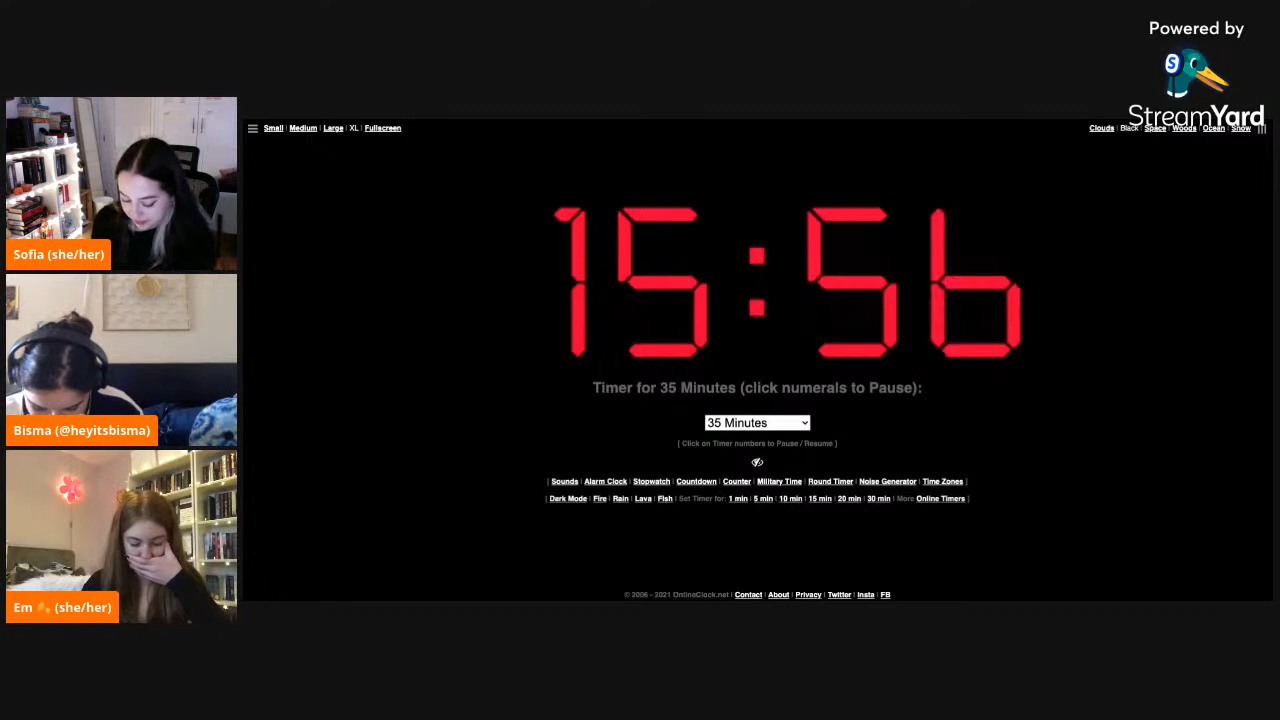 Powered by
StreamYard
Small | Medium | Large | XL | Fullscreen
Clouds | Black | Space | Woods | Ocean | Snow
Sofia (she/her)
Bisma (@heyitsbisma)
Em 🍂 (she/her)
15:56
Timer for 35 Minutes (click numerals to Pause):
35 Minutes
[ Click on Timer numbers to Pause / Resume ]
[ Sounds | Alarm Clock | Stopwatch | Countdown | Counter | Military Time | Round Timer | Noise Generator | Time Zones ]
[ Dark Mode | Fire | Rain | Lava | Fish | Set Timer for: 1 min | 5 min | 10 min | 15 min | 20 min | 30 min | More Online Timers ]
© 2006 - 2021 OnlineClock.net | Contact | About | Privacy | Twitter | Insta | FB